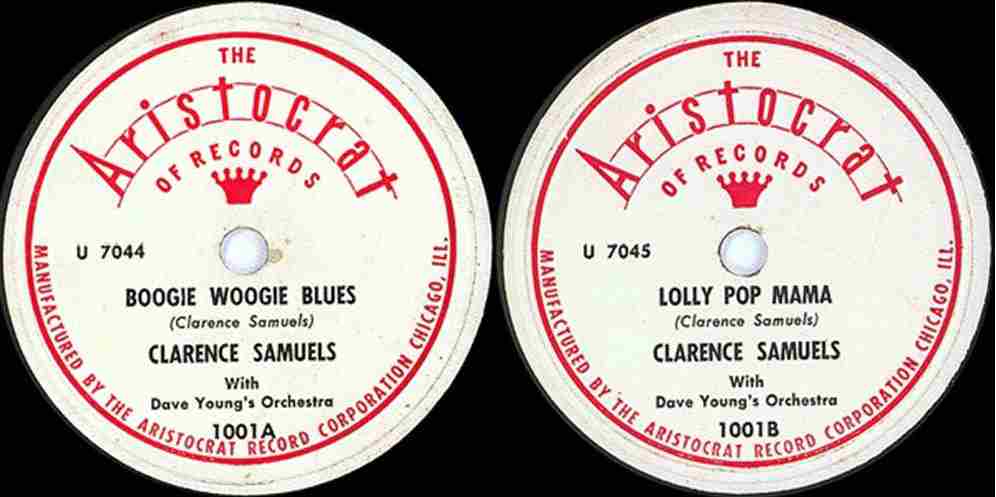 THE
Aristocrat
OF RECORDS
U 7044
BOOGIE WOOGIE BLUES
(Clarence Samuels)
CLARENCE SAMUELS
With
Dave Young's Orchestra
1001A
MANUFACTURED BY THE ARISTOCRAT RECORD CORPORATION CHICAGO, ILL.
THE
Aristocrat
OF RECORDS
U 7045
LOLLY POP MAMA
(Clarence Samuels)
CLARENCE SAMUELS
With
Dave Young's Orchestra
1001B
MANUFACTURED BY THE ARISTOCRAT RECORD CORPORATION CHICAGO, ILL.